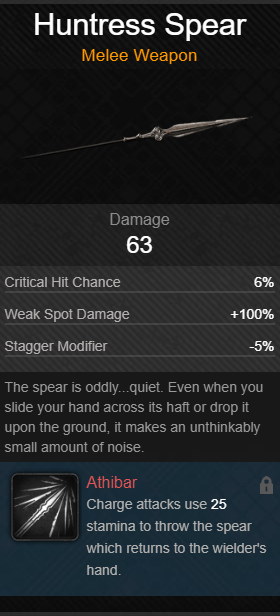 Huntress Spear
Melee Weapon
Damage
63
Critical Hit Chance 6%
Weak Spot Damage +100%
Stagger Modifier -5%
The spear is oddly...quiet. Even when you
slide your hand across its haft or drop it
upon the ground, it makes an unthinkably
small amount of noise.
Athibar
Charge attacks use 25
stamina to throw the spear
which returns to the wielder's
hand.